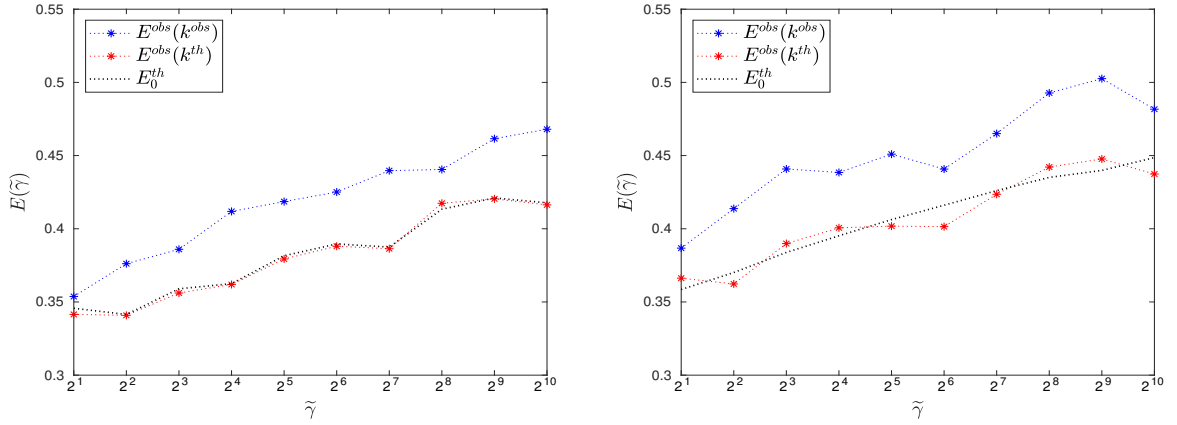 0.55
0.5
0.45
0.4
0.35
0.3
E(γ̃)
E^{obs}(k^{obs})
E^{obs}(k^{th})
E_0^{th}
2^1 2^2 2^3 2^4 2^5 2^6 2^7 2^8 2^9 2^{10}
γ̃
0.55
0.5
0.45
0.4
0.35
0.3
E(γ̃)
E^{obs}(k^{obs})
E^{obs}(k^{th})
E_0^{th}
2^1 2^2 2^3 2^4 2^5 2^6 2^7 2^8 2^9 2^{10}
γ̃